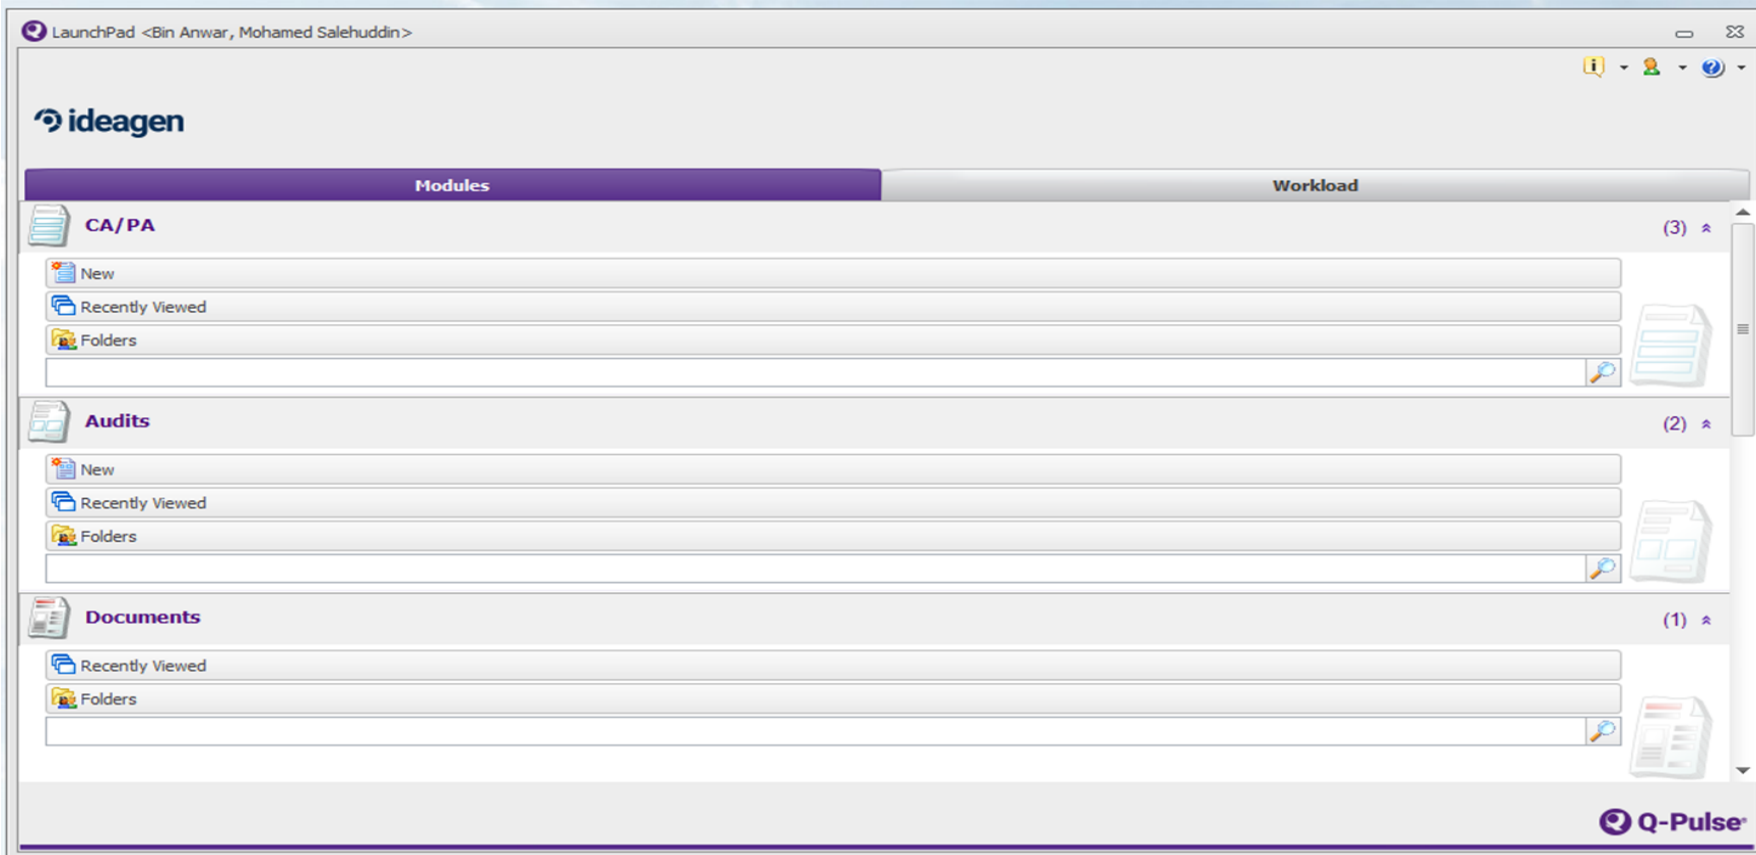 LaunchPad <Bin Anwar, Mohamed Salehuddin>
ideagen
Modules Workload
CA/PA (3)
New
Recently Viewed
Folders
Audits (2)
New
Recently Viewed
Folders
Documents (1)
Recently Viewed
Folders
Q-Pulse